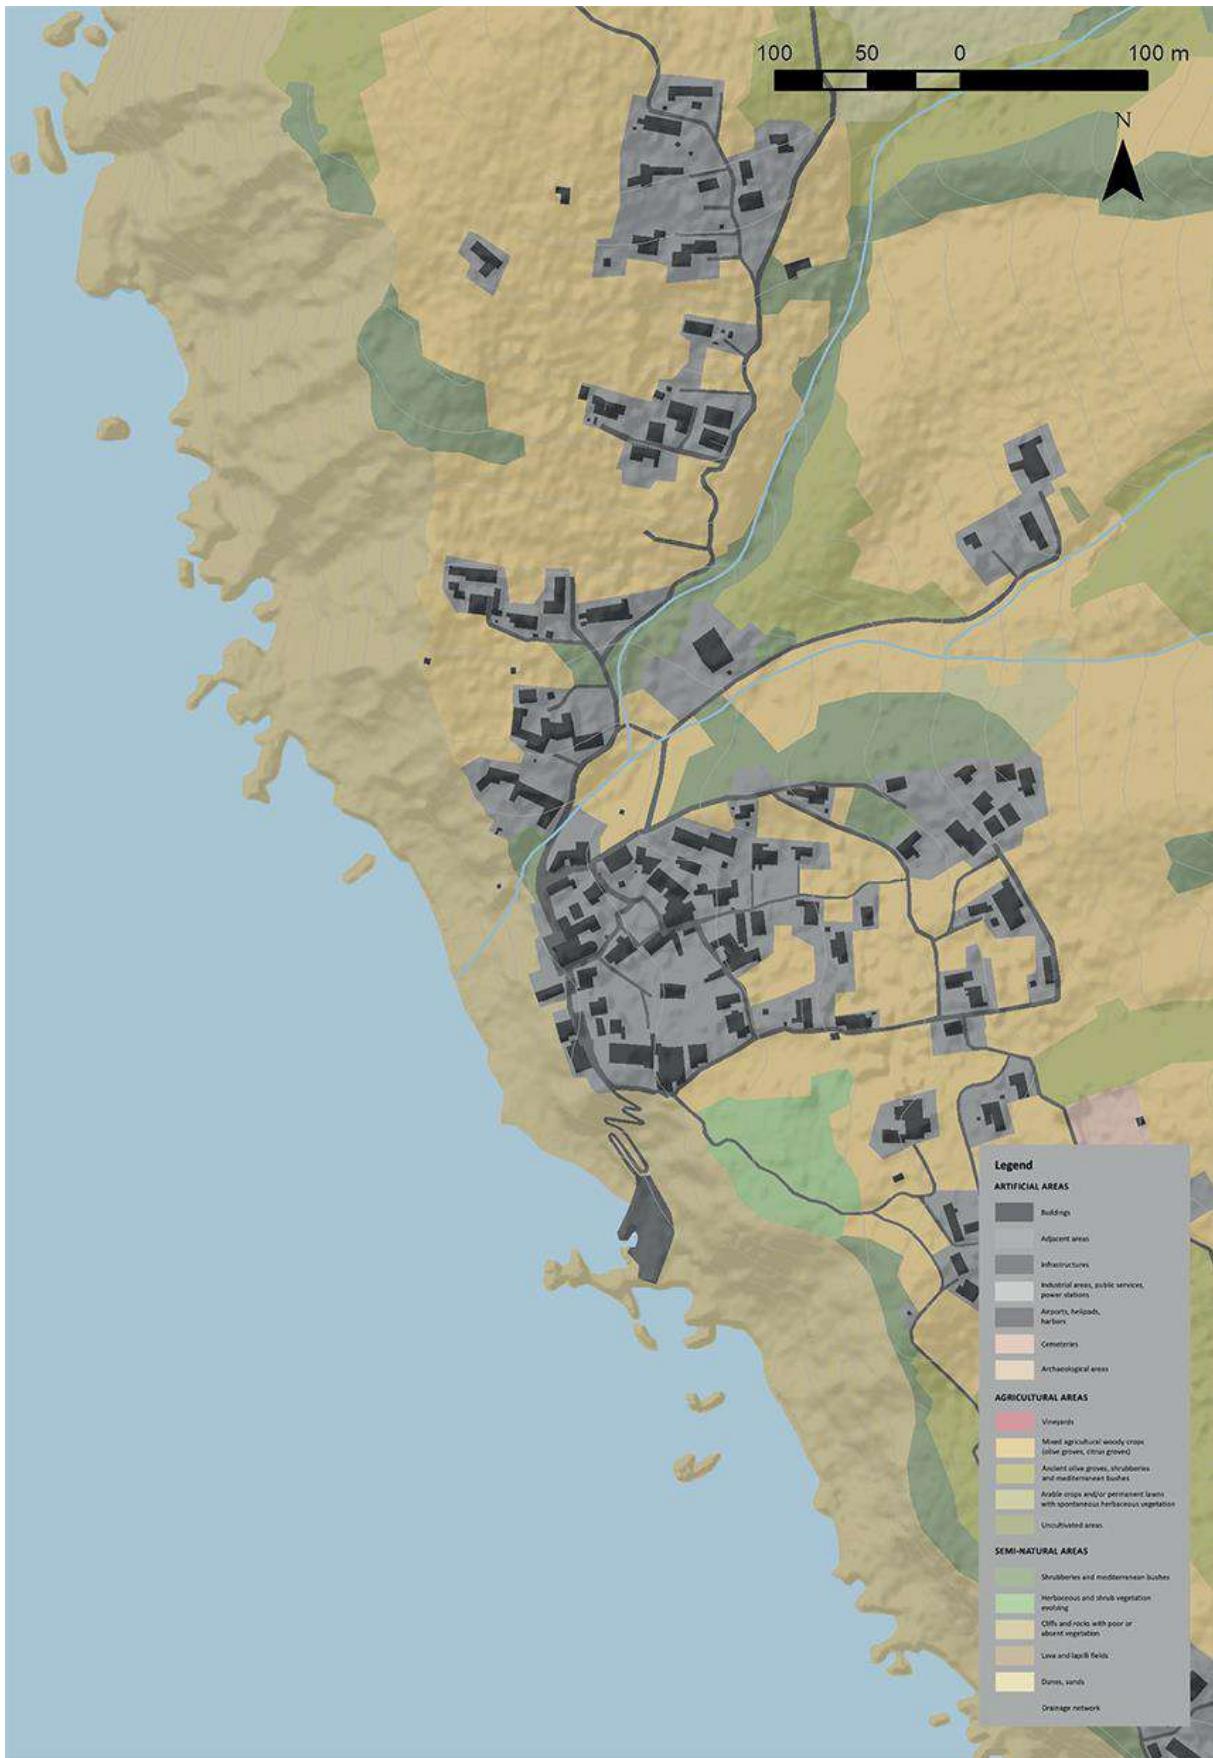 100 50 0 100 m
N
Legend
ARTIFICIAL AREAS
Buildings
Adjacent areas
Infrastructures
Industrial areas, public services,
power stations
Airports, helipads,
harbors
Cemeteries
Archaeological areas
AGRICULTURAL AREAS
Vineyards
Mixed agricultural woody crops
(olive groves, citrus groves)
Ancient olive groves, shrubberies
and mediterranean bushes
Arable crops and/or permanent lawns
with spontaneous herbaceous vegetation
Uncultivated areas
SEMI-NATURAL AREAS
Shrubberies and mediterranean bushes
Herbaceous and shrub vegetation
evolving
Cliffs and rocks with poor or
absent vegetation
Lava and lapilli fields
Dunes, sands
Drainage network